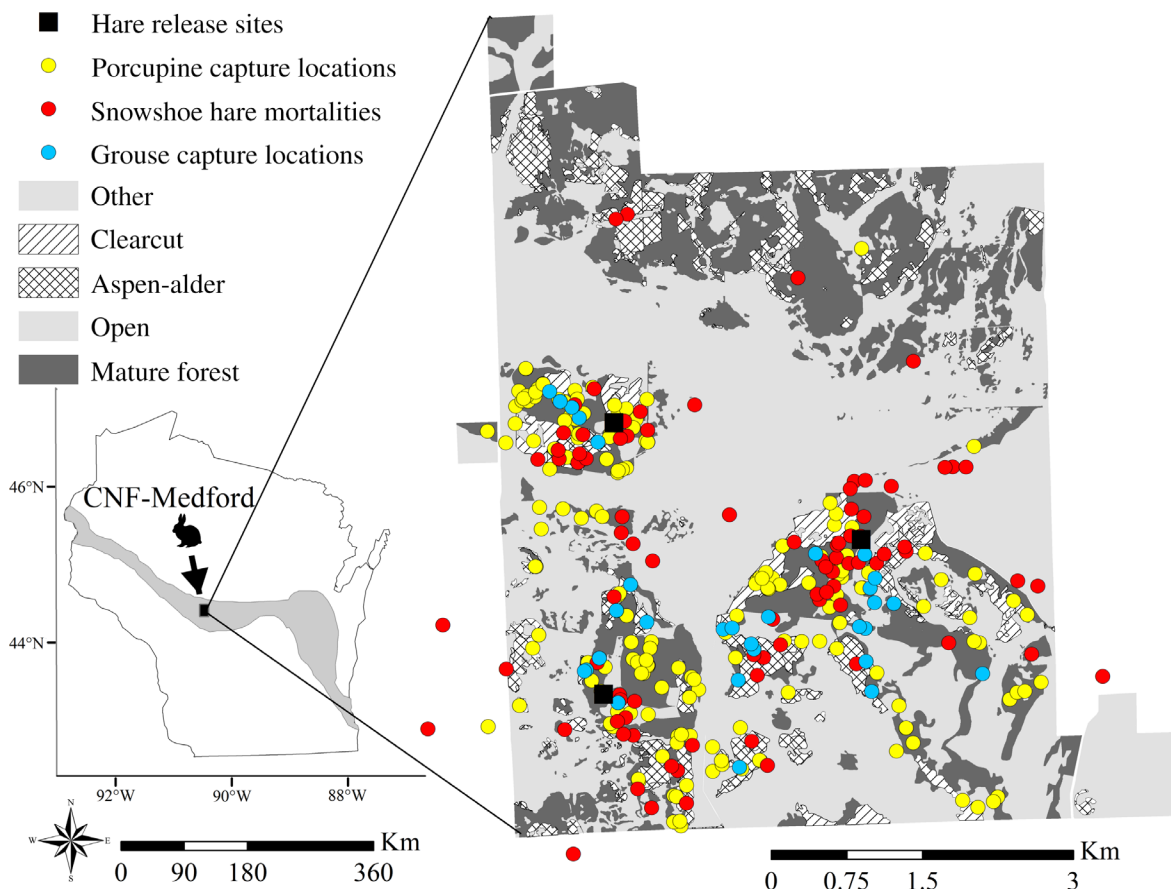 Hare release sites
Porcupine capture locations
Snowshoe hare mortalities
Grouse capture locations
Other
Clearcut
Aspen-alder
Open
Mature forest
46°N
CNF-Medford
44°N
92°W 90°W 88°W
N
W E
S
Km
0 90 180 360
Km
0 0.75 1.5 3